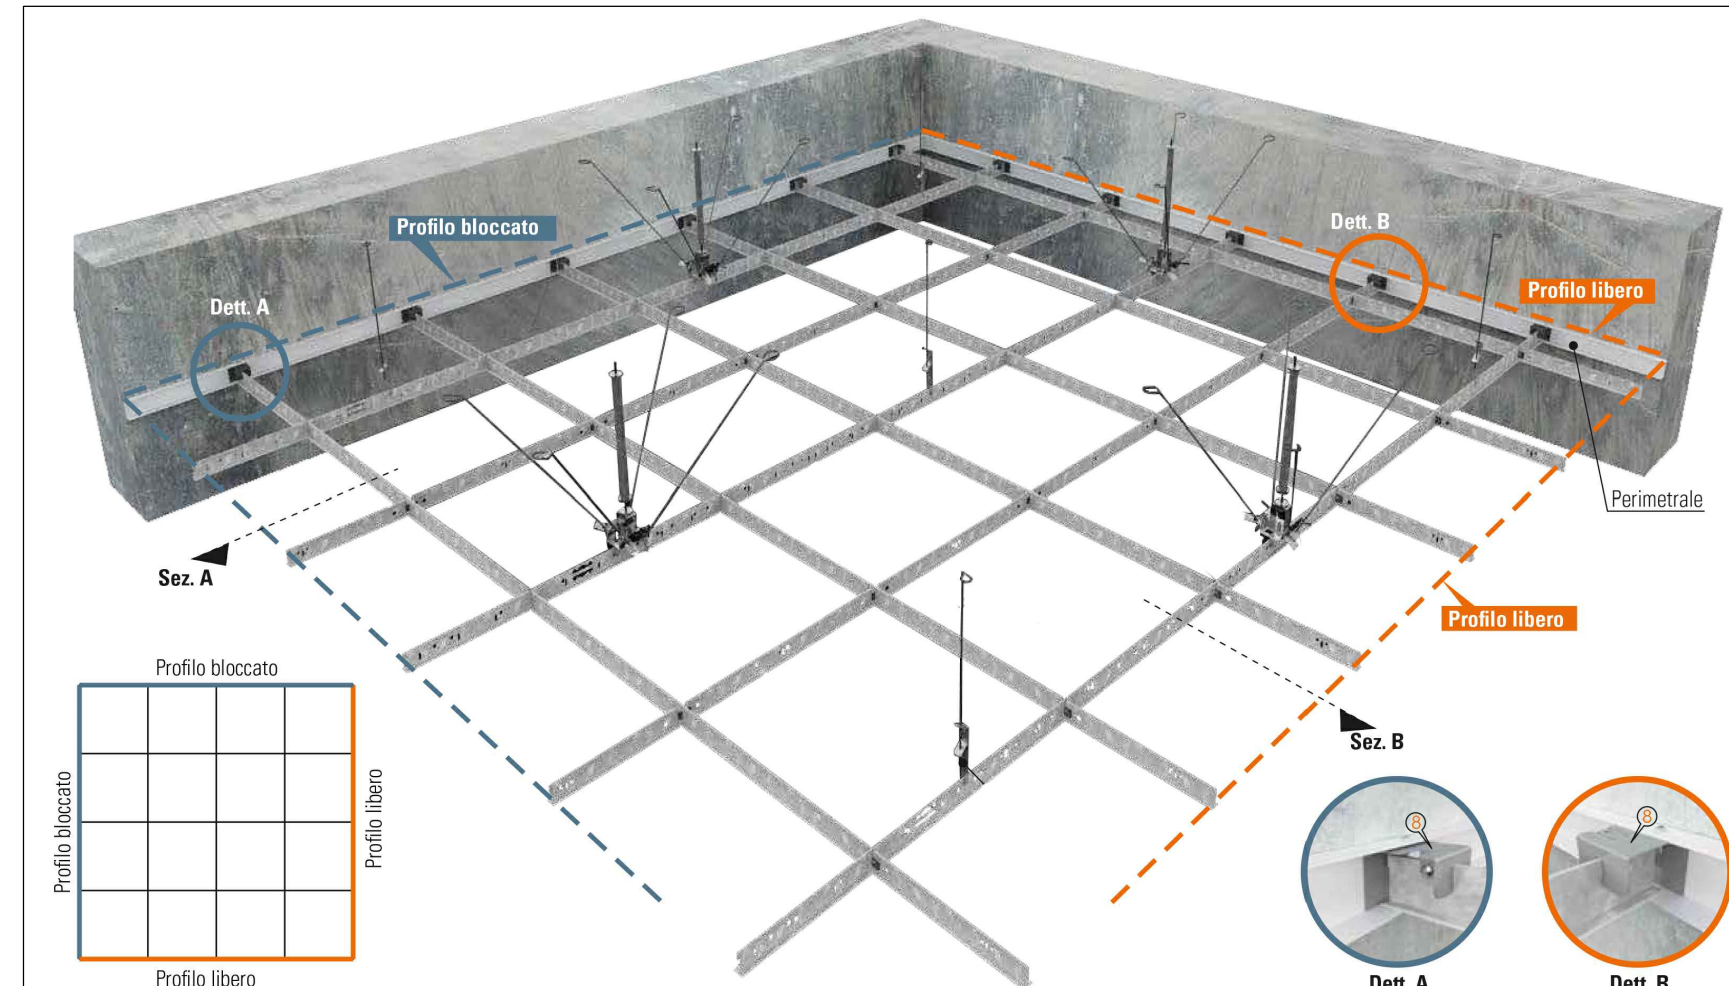 Profilo bloccato
Dett. B
Profilo libero
Dett. A
Perimetrale
Sez. A
Profilo libero
Sez. B
Profilo bloccato
Profilo bloccato
Profilo libero
Profilo libero
8
8
Dett. A
Dett. B